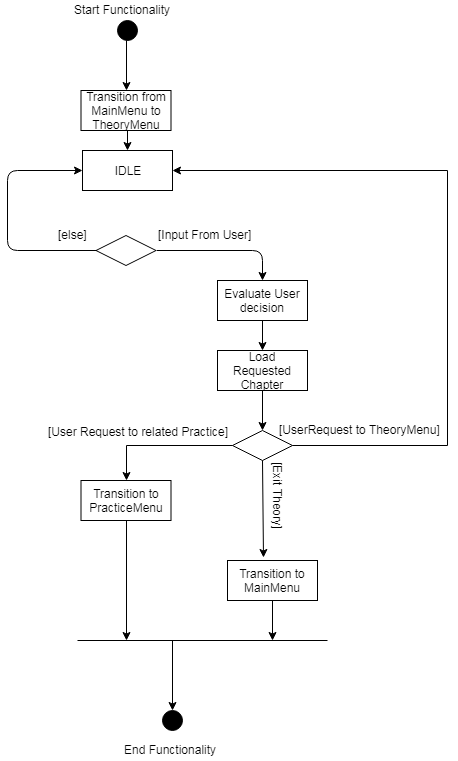 Start Functionality
Transition from
MainMenu to
TheoryMenu
IDLE
[else]
[Input From User]
Evaluate User
decision
Load
Requested
Chapter
[User Request to related Practice]
[UserRequest to TheoryMenu]
[Exit Theory]
Transition to
PracticeMenu
Transition to
MainMenu
End Functionality